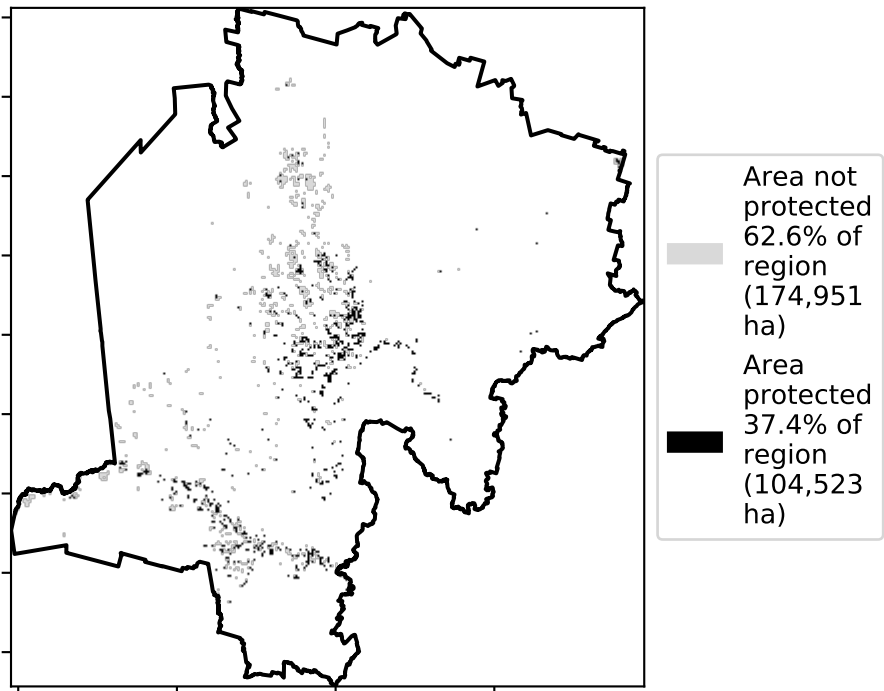 Area not
protected
62.6% of
region
(174,951
ha)
Area
protected
37.4% of
region
(104,523
ha)